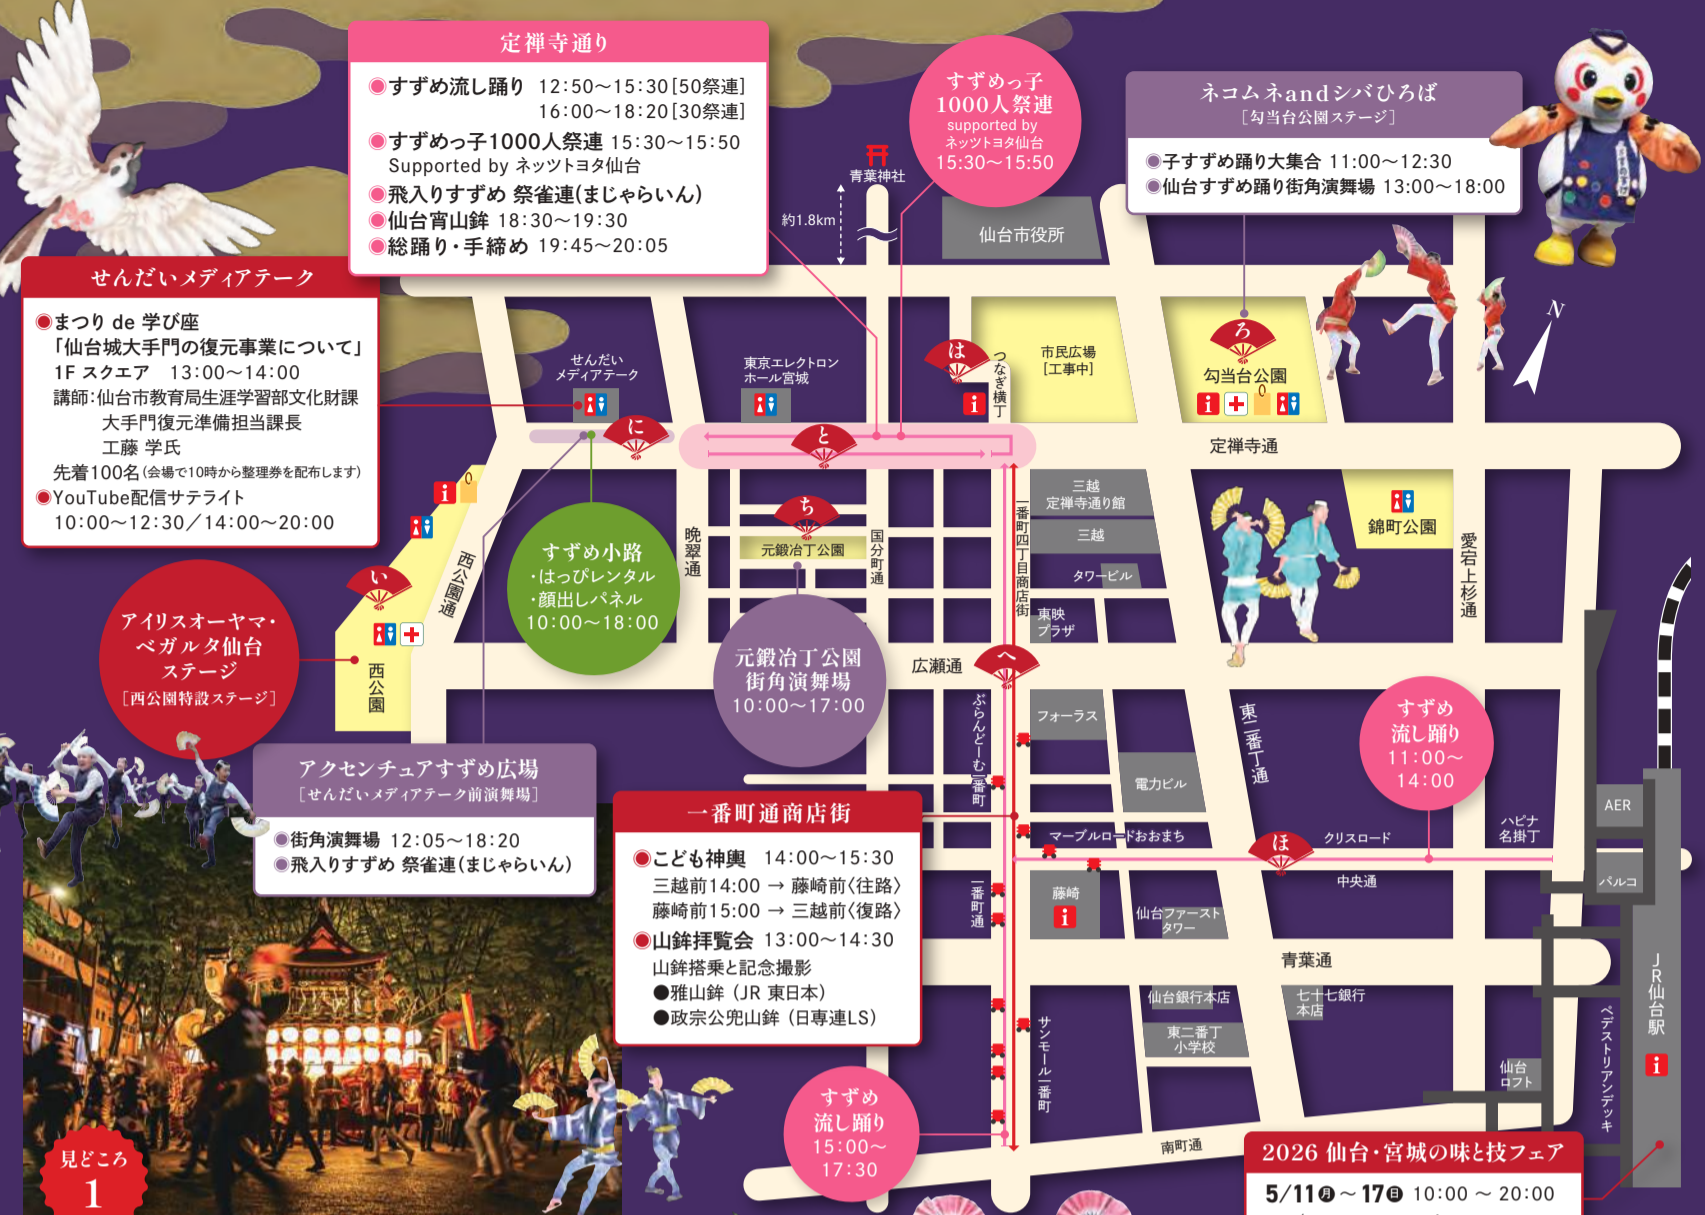 定禅寺通り
◉すずめ流し踊り 12:50～15:30[50祭連]
16:00～18:20[30祭連]
◉すずめっ子1000人祭連 15:30～15:50
Supported by ネッツトヨタ仙台
◉飛入りすずめ 祭雀連(まじゃらいん)
◉仙台宵山鉾 18:30～19:30
◉総踊り・手締め 19:45～20:05
すずめっ子
1000人祭連
supported by
ネッツトヨタ仙台
15:30～15:50
ネコムネandシバひろば
[勾当台公園ステージ]
◉子すずめ踊り大集合 11:00～12:30
◉仙台すずめ踊り街角演舞場 13:00～18:00
青葉神社
約1.8km
仙台市役所
せんだいメディアテーク
◉まつり de 学び座
「仙台城大手門の復元事業について」
1F スクエア 13:00～14:00
講師:仙台市教育局生涯学習部文化財課
大手門復元準備担当課長
工藤 学氏
先着100名(会場で10時から整理券を配布します)
◉YouTube配信サテライト
10:00～12:30／14:00～20:00
N
せんだい
メディアテーク
東京エレクトロン
ホール宮城
は
つなぎ横丁
市民広場
[工事中]
ろ
勾当台公園
に
と
定禅寺通
ち
元鍛冶丁公園
晩翠通
国分町通
一番町四丁目商店街
三越
定禅寺通り館
三越
タワービル
東映
プラザ
錦町公園
愛宕上杉通
い
西公園通
西公園
すずめ小路
・はっぴレンタル
・顔出しパネル
10:00～18:00
アイリスオーヤマ・
ベガルタ仙台
ステージ
[西公園特設ステージ]
元鍛冶丁公園
街角演舞場
10:00～17:00
広瀬通
へ
ぶらんどーむ一番町
フォーラス
電力ビル
東二番丁通
すずめ
流し踊り
11:00～
14:00
アクセンチュアすずめ広場
[せんだいメディアテーク前演舞場]
◉街角演舞場 12:05～18:20
◉飛入りすずめ 祭雀連(まじゃらいん)
一番町通商店街
◉こども神輿 14:00～15:30
三越前14:00 → 藤崎前〈往路〉
藤崎前15:00 → 三越前〈復路〉
◉山鉾拝覧会 13:00～14:30
山鉾搭乗と記念撮影
●雅山鉾 (JR 東日本)
●政宗公兜山鉾 (日専連LS)
マーブルロードおおまち
ほ
クリスロード
ハピナ
名掛丁
AER
パルコ
中央通
一番町通
藤崎
仙台ファースト
タワー
青葉通
仙台銀行本店
七十七銀行
本店
東二番丁
小学校
サンモール一番町
仙台
ロフト
ペデストリアンデッキ
JR仙台駅
南町通
すずめ
流し踊り
15:00～
17:30
見どころ
1
2026 仙台・宮城の味と技フェア
5/11月～17日 10:00 ～ 20:00